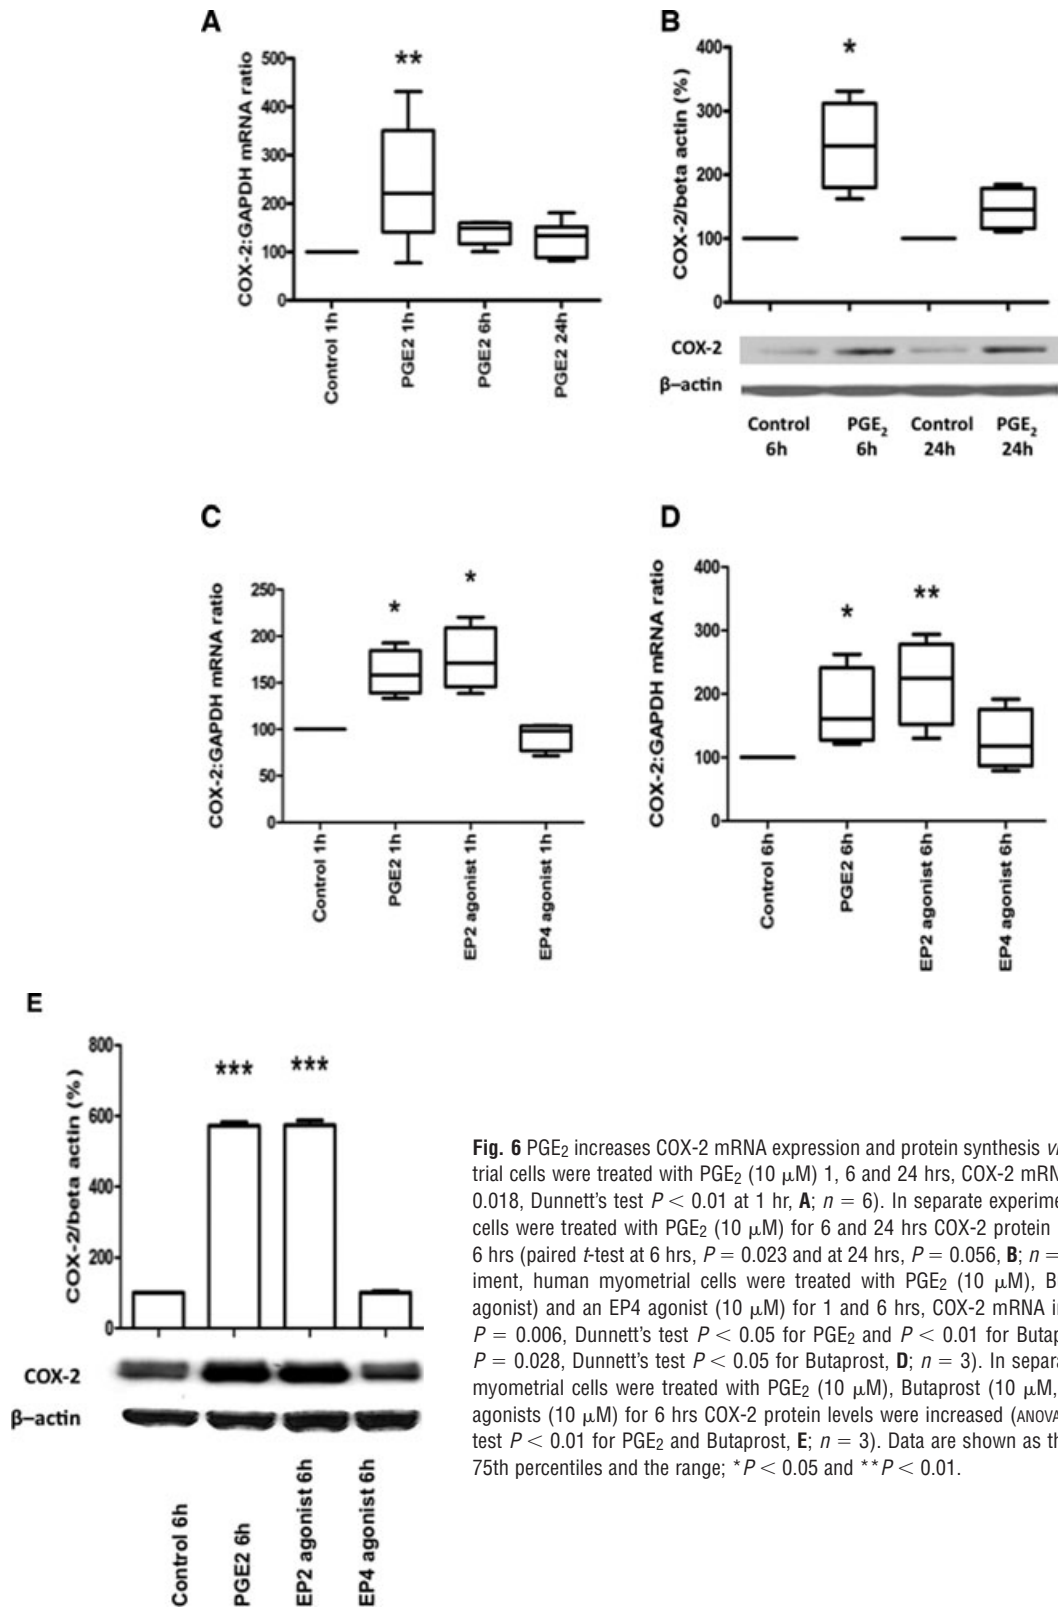 A
COX-2:GAPDH mRNA ratio
500
400
300
200
100
0
**
Control 1h
PGE2 1h
PGE2 6h
PGE2 24h
B
COX-2/beta actin (%)
400
300
200
100
0
*
COX-2
β–actin
Control 6h
PGE2 6h
Control 24h
PGE2 24h
C
COX-2:GAPDH mRNA ratio
250
200
150
100
50
0
*
*
Control 1h
PGE2 1h
EP2 agonist 1h
EP4 agonist 1h
D
COX-2:GAPDH mRNA ratio
400
300
200
100
0
*
**
Control 6h
PGE2 6h
EP2 agonist 6h
EP4 agonist 6h
E
COX-2/beta actin (%)
800
600
400
200
0
***
***
COX-2
β–actin
Control 6h
PGE2 6h
EP2 agonist 6h
EP4 agonist 6h
Fig. 6 PGE2 increases COX-2 mRNA expression and protein synthesis
trial cells were treated with PGE2 (10 μM) 1, 6 and 24 hrs, COX-2
0.018, Dunnett's test P < 0.01 at 1 hr, A; n = 6). In separate
cells were treated with PGE2 (10 μM) for 6 and 24 hrs COX-2 protein
6 hrs (paired t-test at 6 hrs, P = 0.023 and at 24 hrs, P = 0.056, B; n =
iment, human myometrial cells were treated with PGE2 (10 μM),
agonist) and an EP4 agonist (10 μM) for 1 and 6 hrs, COX-2 mRNA
P = 0.006, Dunnett's test P < 0.05 for PGE2 and P < 0.01 for
P = 0.028, Dunnett's test P < 0.05 for Butaprost, D; n = 3). In
myometrial cells were treated with PGE2 (10 μM), Butaprost (10 μM,
agonists (10 μM) for 6 hrs COX-2 protein levels were increased (ANOVA
test P < 0.01 for PGE2 and Butaprost, E; n = 3). Data are shown as
75th percentiles and the range; *P < 0.05 and **P < 0.01.